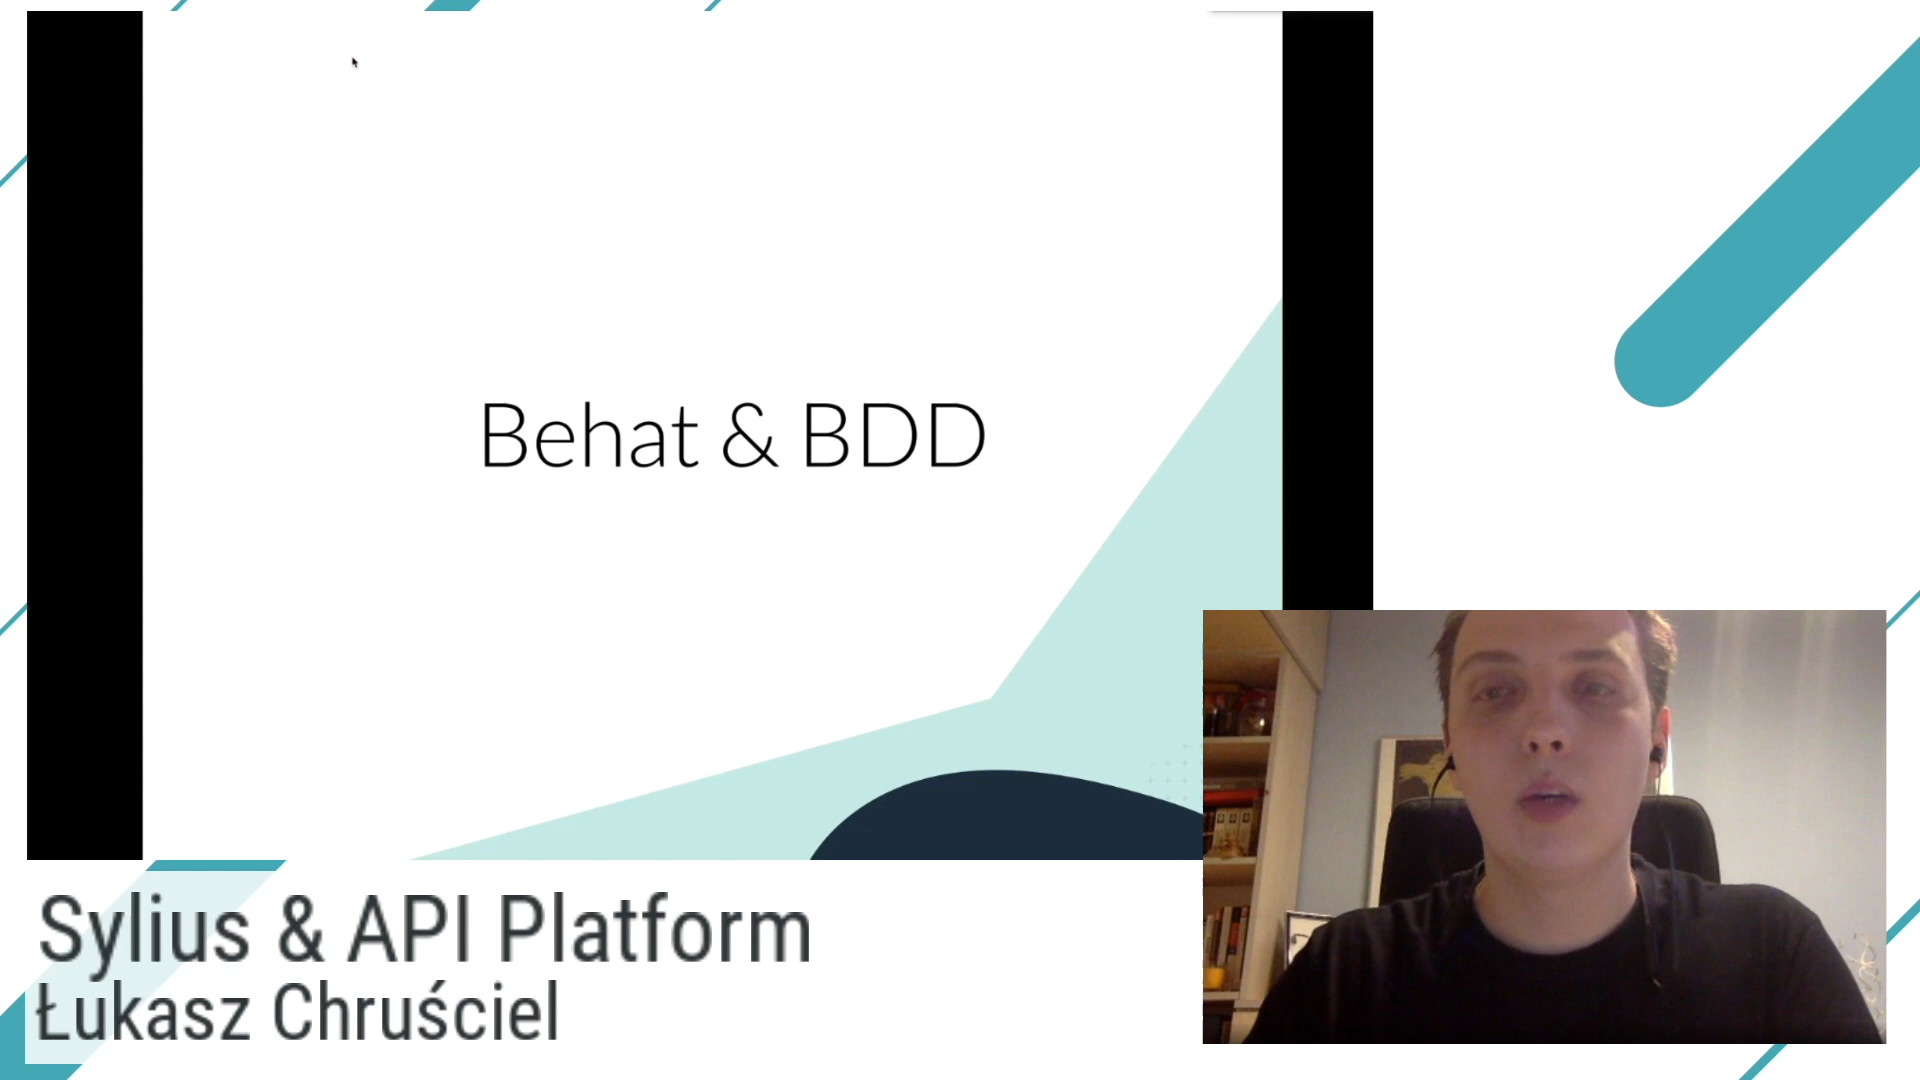 Behat & BDD
Sylius & API Platform
Łukasz Chruściel